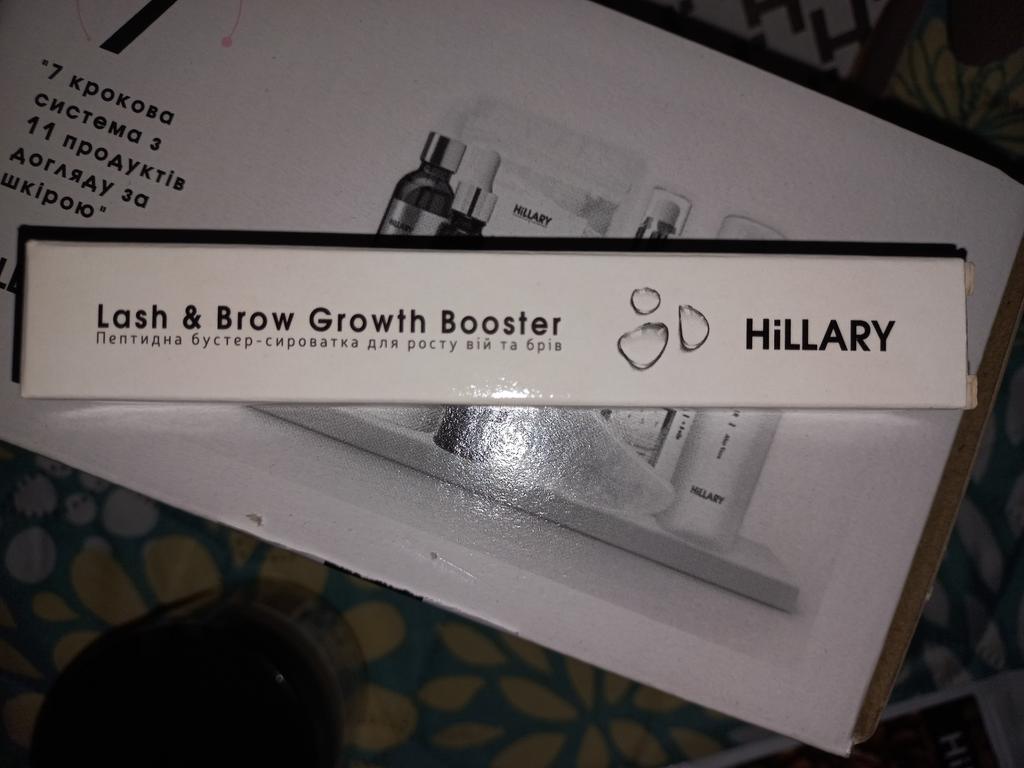 "7 крокова
система з
11 продуктів
догляду за
шкірою"
HiLLARY
HiLLARY
Lash & Brow Growth Booster
Пептидна бустер-сироватка для росту вій та брів
HiLLARY
HiLLARY